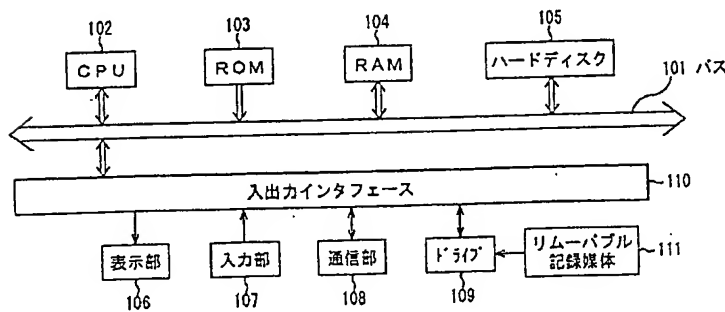 102
103
104
105
CPU
ROM
RAM
ハードディスク
101 バス
入出力インタフェース
110
表示部
入力部
通信部
ドライブ
リムーバブル
記録媒体
111
106
107
108
109